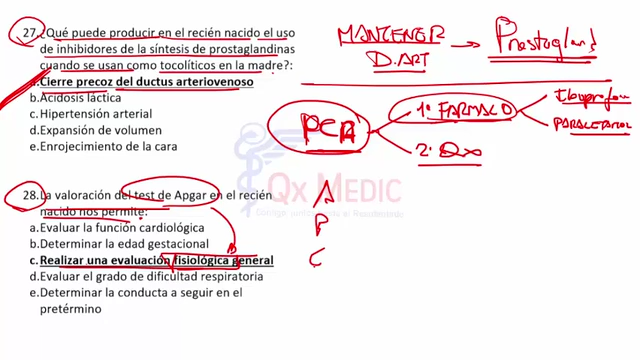 27. ¿Qué puede producir en el recién nacido el uso
de inhibidores de la síntesis de prostaglandinas
cuando se usan como tocolíticos en la madre?:
a. Cierre precoz del ductus arteriovenoso
b. Acidosis láctica
c. Hipertensión arterial
d. Expansión de volumen
e. Enrojecimiento de la cara
28. La valoración del test de Apgar en el recién
nacido nos permite:
a. Evaluar la función cardiológica
b. Determinar la edad gestacional
c. Realizar una evaluación fisiológica general
d. Evaluar el grado de dificultad respiratoria
e. Determinar la conducta a seguir en el
pretérmino
MANTENER
D.ART
Prostagland
PCA
1º FARMACO
Ibuprofeno
PARACETAMOL
2º Qx
QX MEDIC
A
P
G